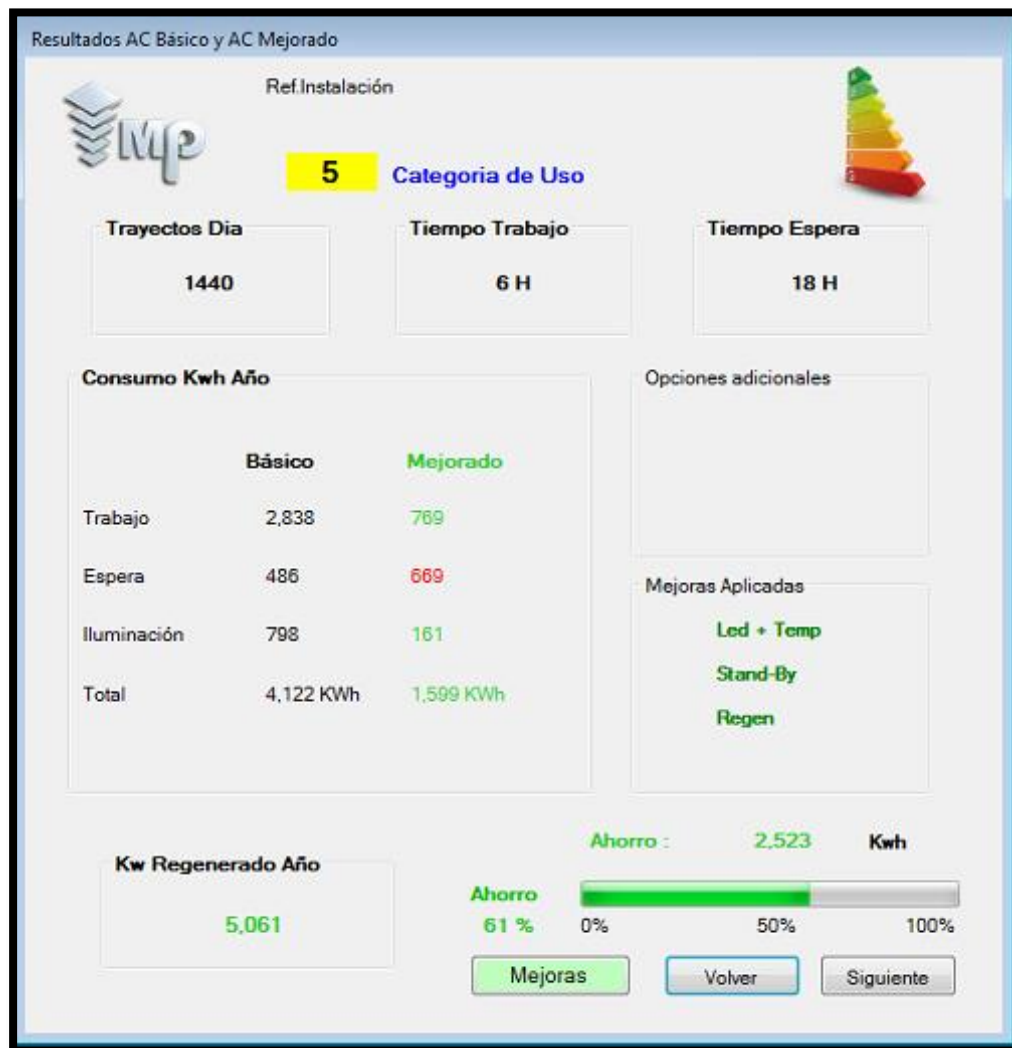 Resultados AC Básico y AC Mejorado
Ref.Instalación
MP
5 Categoria de Uso
Trayectos Dia Tiempo Trabajo Tiempo Espera
1440 6 H 18 H
Consumo Kwh Año Opciones adicionales
Básico Mejorado
Trabajo 2,838 769
Espera 486 669
Mejoras Aplicadas
Iluminación 798 161 Led + Temp
Stand-By
Total 4,122 KWh 1,599 KWh
Regen
Ahorro : 2,523 Kwh
Kw Regenerado Año
Ahorro
5,061 61 % 0% 50% 100%
Mejoras Volver Siguiente